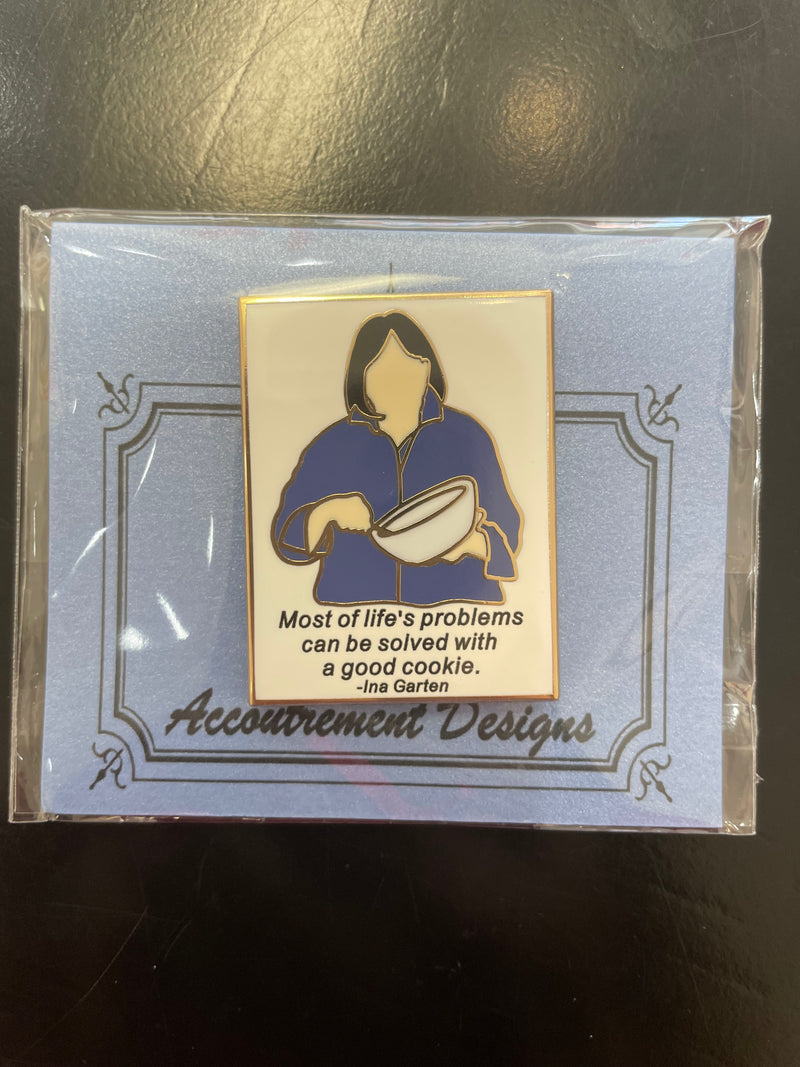 Most of life's problems
can be solved with
a good cookie.
-Ina Garten
Accoutrement Designs